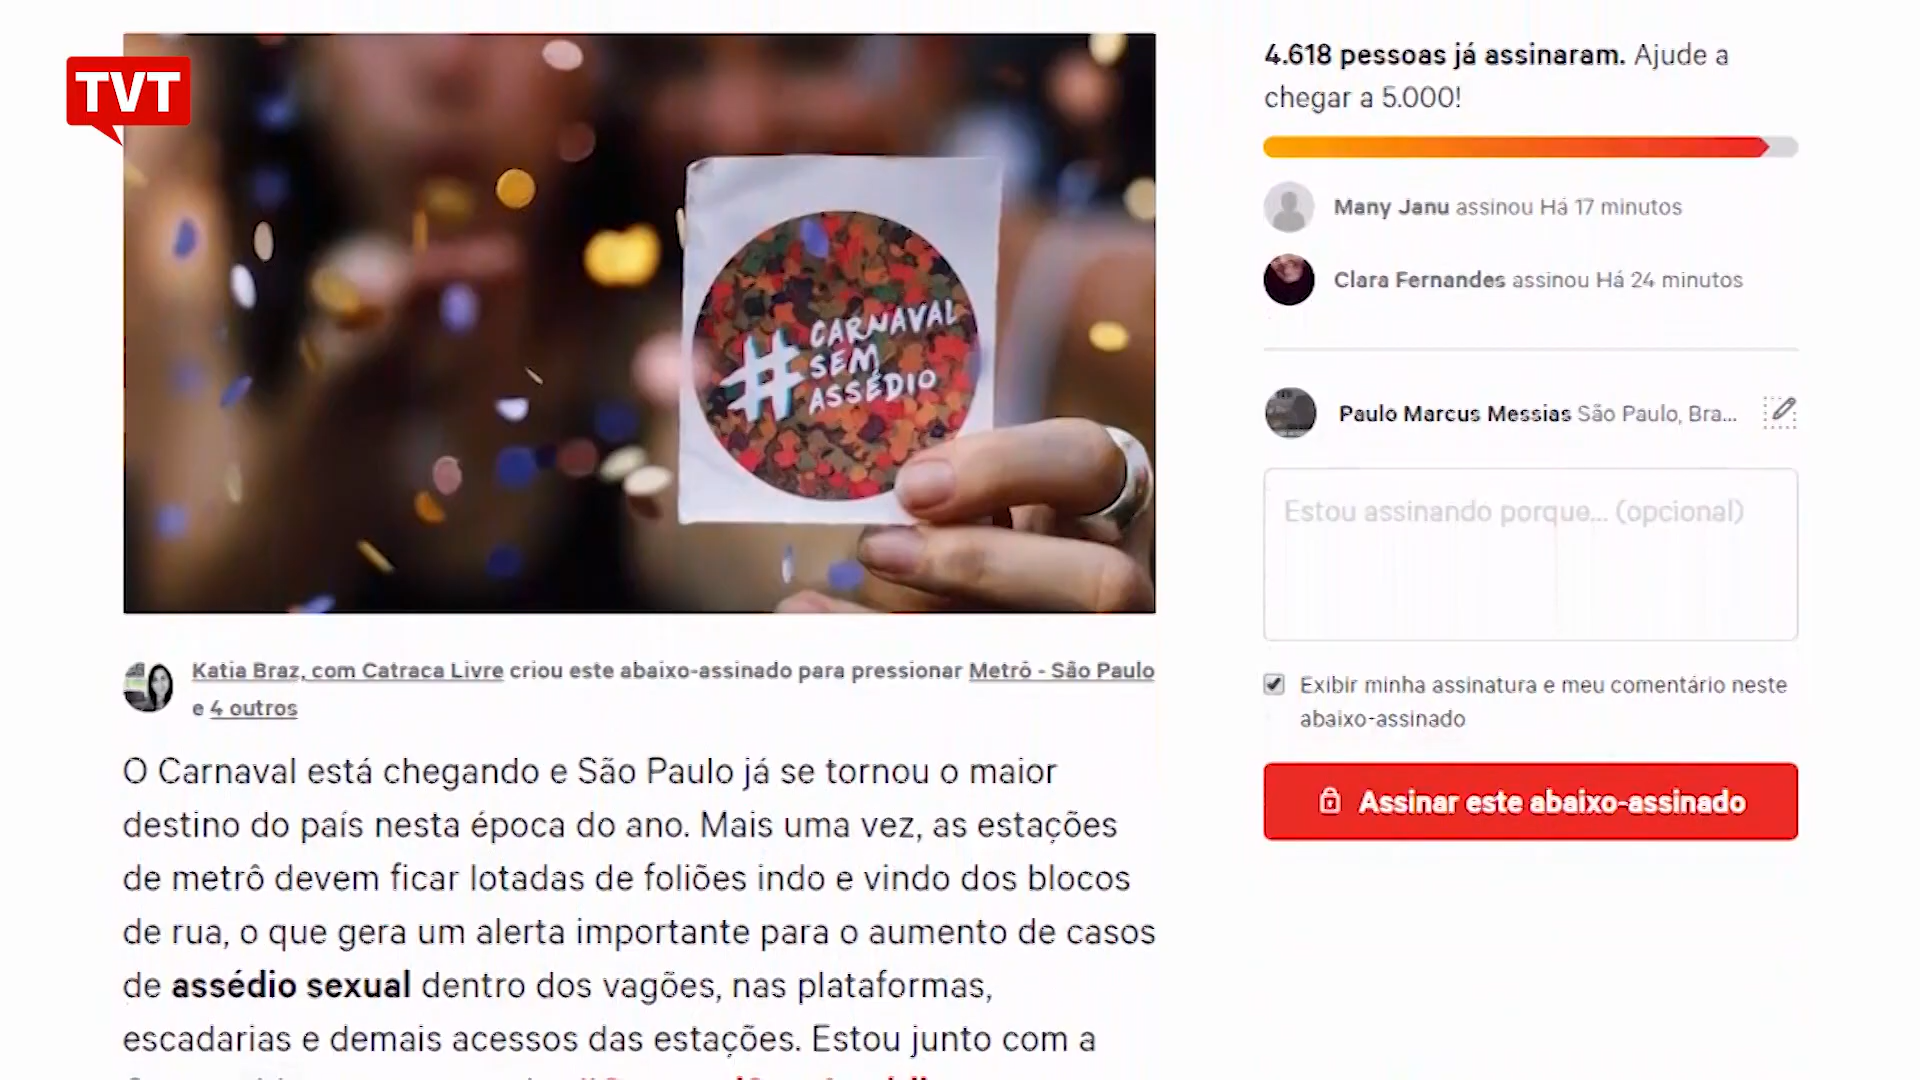 TVT
#
CARNAVAL
SEM
ASSÉDIO
Katia Braz, com Catraca Livre criou este abaixo-assinado para pressionar Metrô - São Paulo
e 4 outros
O Carnaval está chegando e São Paulo já se tornou o maior
destino do país nesta época do ano. Mais uma vez, as estações
de metrô devem ficar lotadas de foliões indo e vindo dos blocos
de rua, o que gera um alerta importante para o aumento de casos
de assédio sexual dentro dos vagões, nas plataformas,
escadarias e demais acessos das estações. Estou junto com a
4.618 pessoas já assinaram. Ajude a
chegar a 5.000!
Many Janu assinou Há 17 minutos
Clara Fernandes assinou Há 24 minutos
Paulo Marcus Messias São Paulo, Bra...
Estou assinando porque... (opcional)
Exibir minha assinatura e meu comentário neste
abaixo-assinado
Assinar este abaixo-assinado